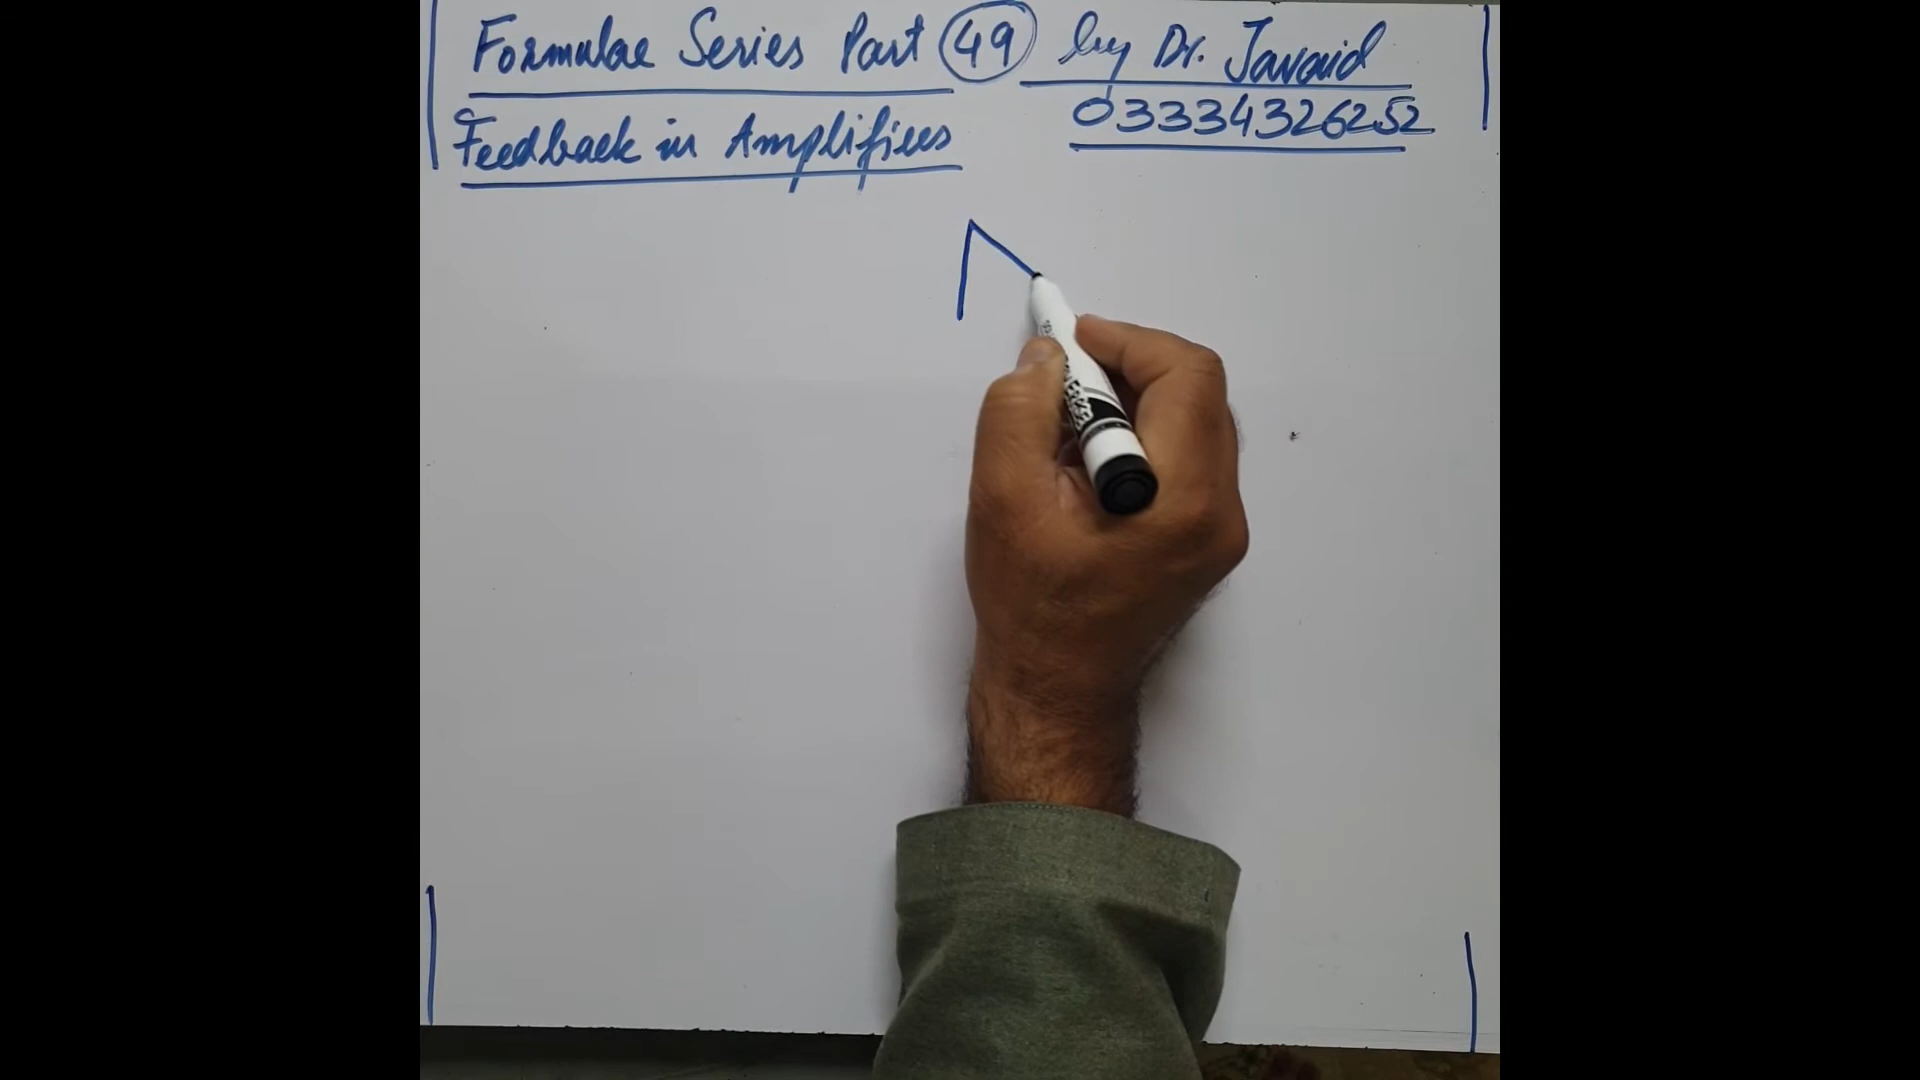 Formulae Series Part 49 by Dr. Javaid
03334326252
Feedback in Amplifiers